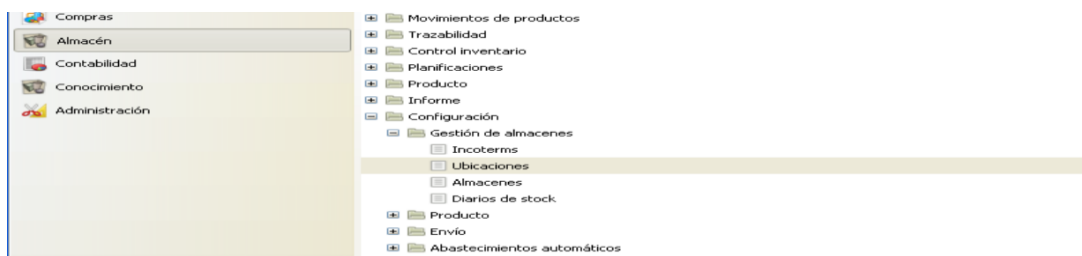 Compras
Almacén
Contabilidad
Conocimiento
Administración
Movimientos de productos
Trazabilidad
Control inventario
Planificaciones
Producto
Informe
Configuración
Gestión de almacenes
Incoterms
Ubicaciones
Almacenes
Diarios de stock
Producto
Envío
Abastecimientos automáticos